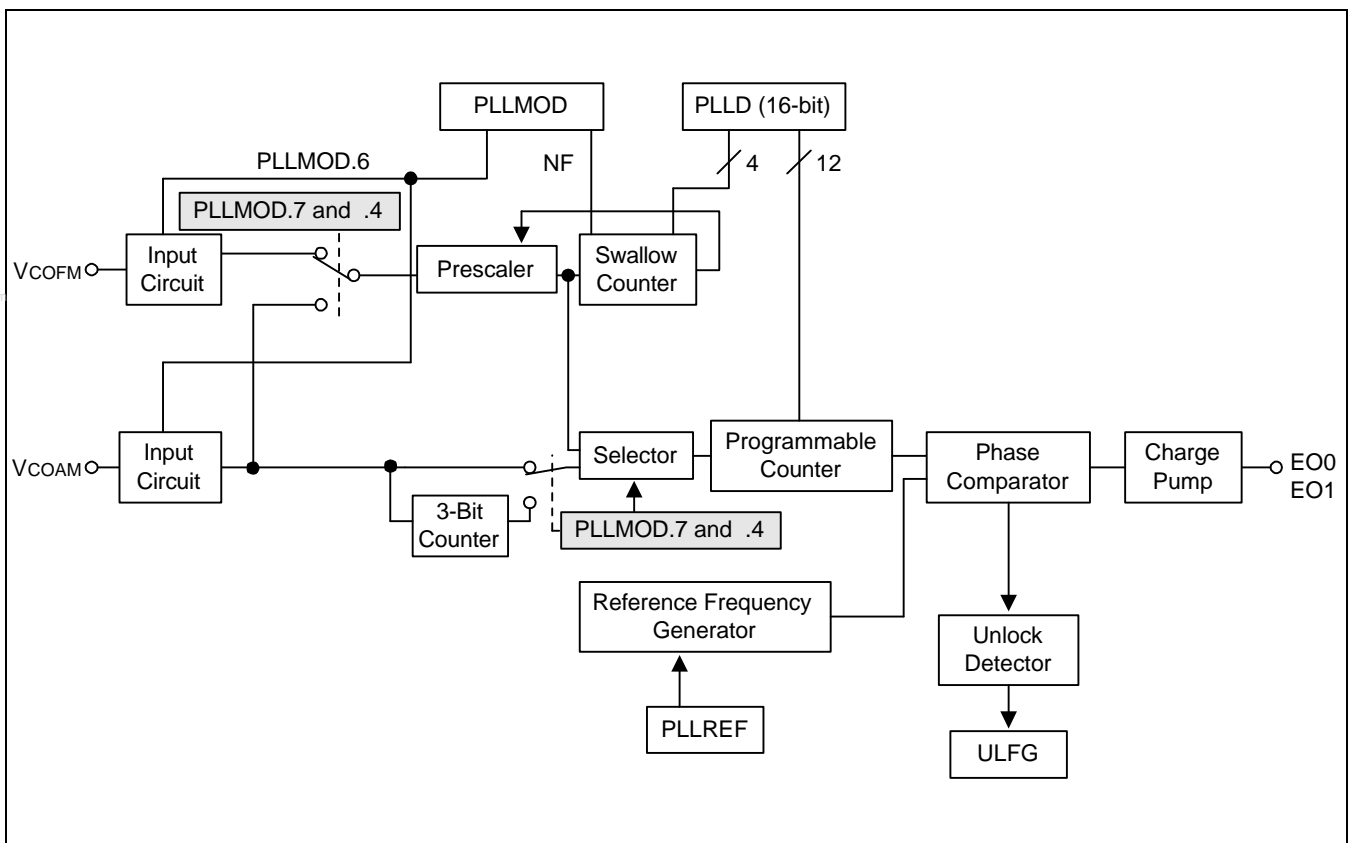 PLLMOD
PLLD (16-bit)
PLLMOD.6
NF
4
12
PLLMOD.7 and .4
VCOFM
Input
Circuit
Prescaler
Swallow
Counter
VCOAM
Input
Circuit
3-Bit
Counter
Selector
PLLMOD.7 and .4
Programmable
Counter
Phase
Comparator
Charge
Pump
EO0
EO1
Reference Frequency
Generator
Unlock
Detector
PLLREF
ULFG